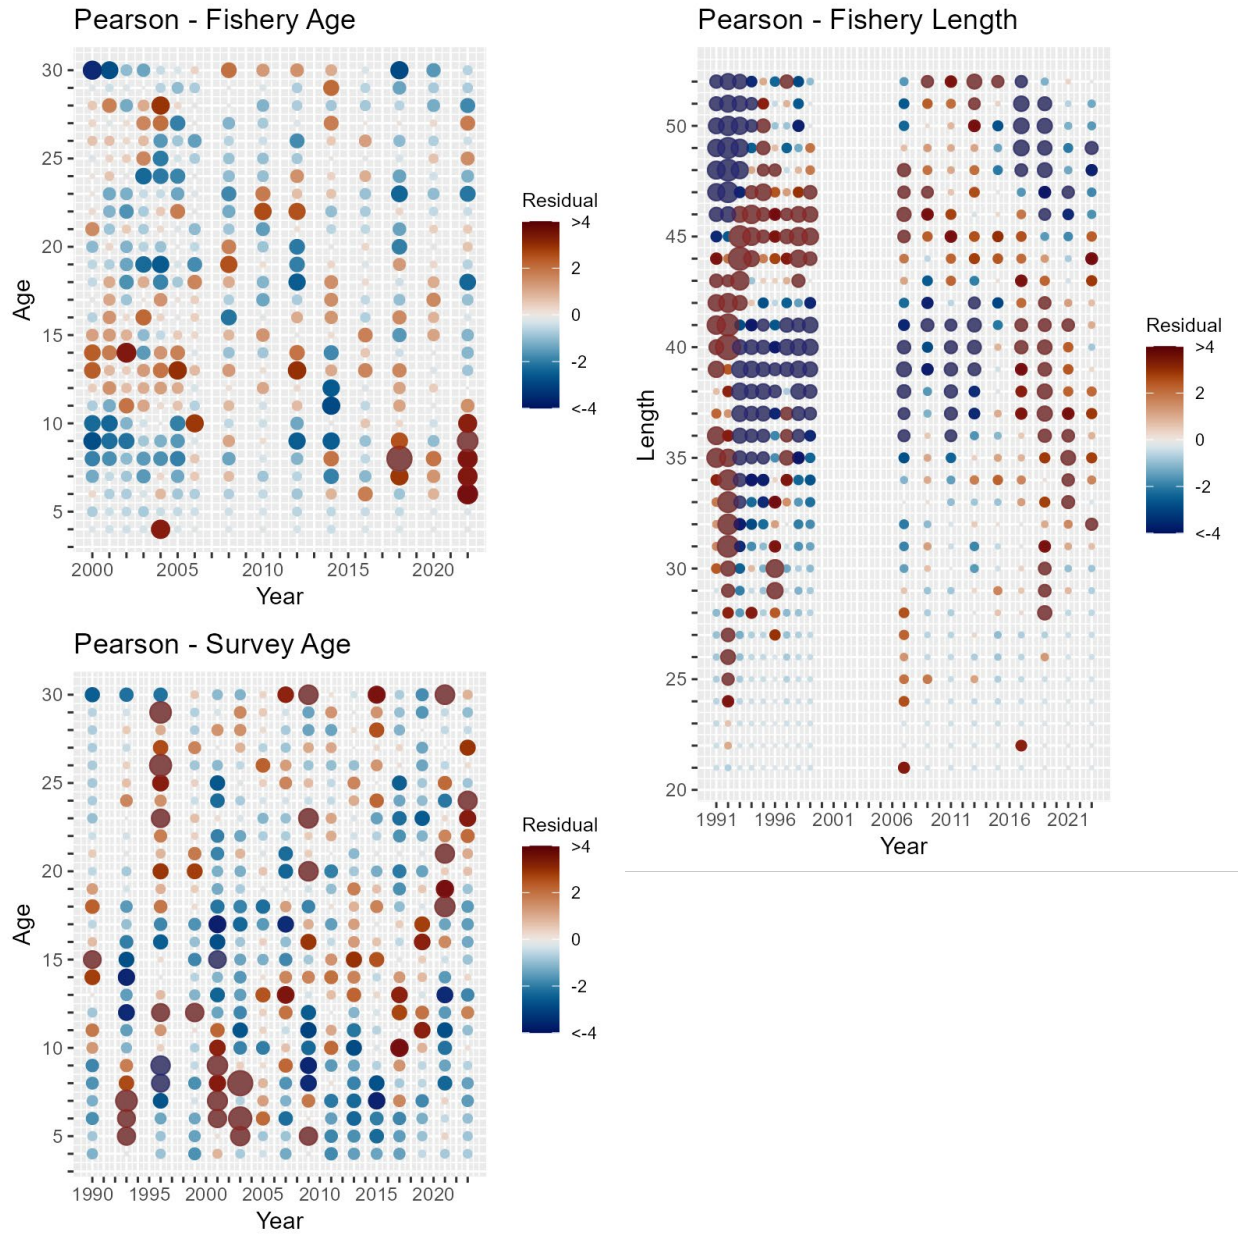 Pearson - Fishery Age
30
25
20
15
10
5
Age
2000 2005 2010 2015 2020
Year
Residual
>4
2
0
-2
<-4
Pearson - Fishery Length
50
45
40
35
30
25
20
Length
1991 1996 2001 2006 2011 2016 2021
Year
Residual
>4
2
0
-2
<-4
Pearson - Survey Age
30
25
20
15
10
5
Age
1990 1995 2000 2005 2010 2015 2020
Year
Residual
>4
2
0
-2
<-4